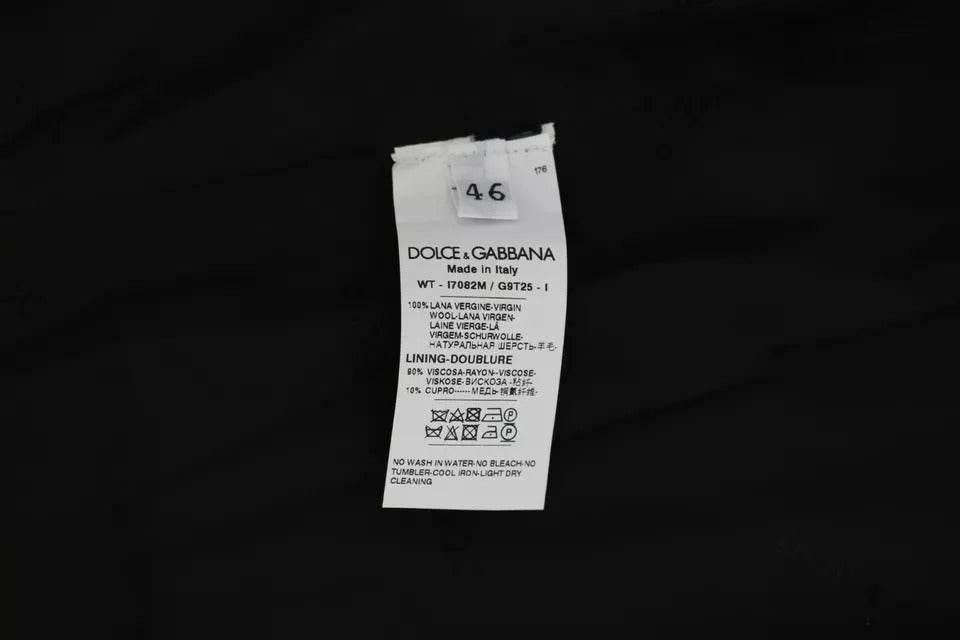 176
46
DOLCE & GABBANA
Made in Italy
WT - I7082M / G9T25 - I
100% LANA VERGINE-VIRGIN
WOOL-LANA VIRGEN-
LAINE VIERGE-LÃ
VIRGEM-SCHURWOLLE-
НАТУРАЛЬНАЯ ШЕРСТЬ-羊毛-
LINING-DOUBLURE
90% VISCOSA-RAYON--VISCOSE-
VISKOSE-ВИСКОЗА -粘纤-
10% CUPRO------МЕДЬ-铜氨纤维-
P
P
NO WASH IN WATER-NO BLEACH-NO
TUMBLER-COOL IRON-LIGHT DRY
CLEANING